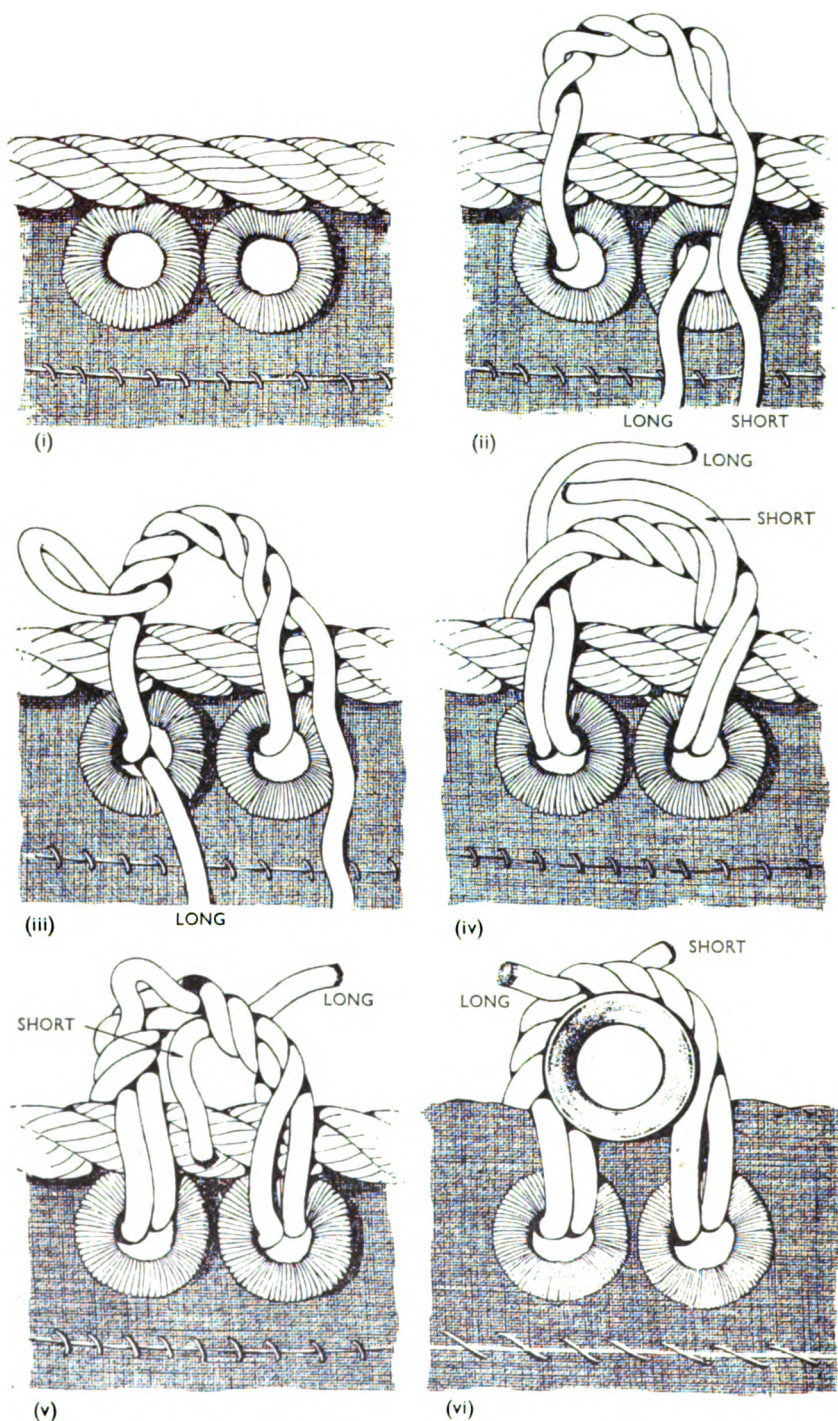 (i)
LONG SHORT
(ii)
LONG
(iii)
LONG
SHORT
(iv)
SHORT
LONG
(v)
SHORT
LONG
(vi)